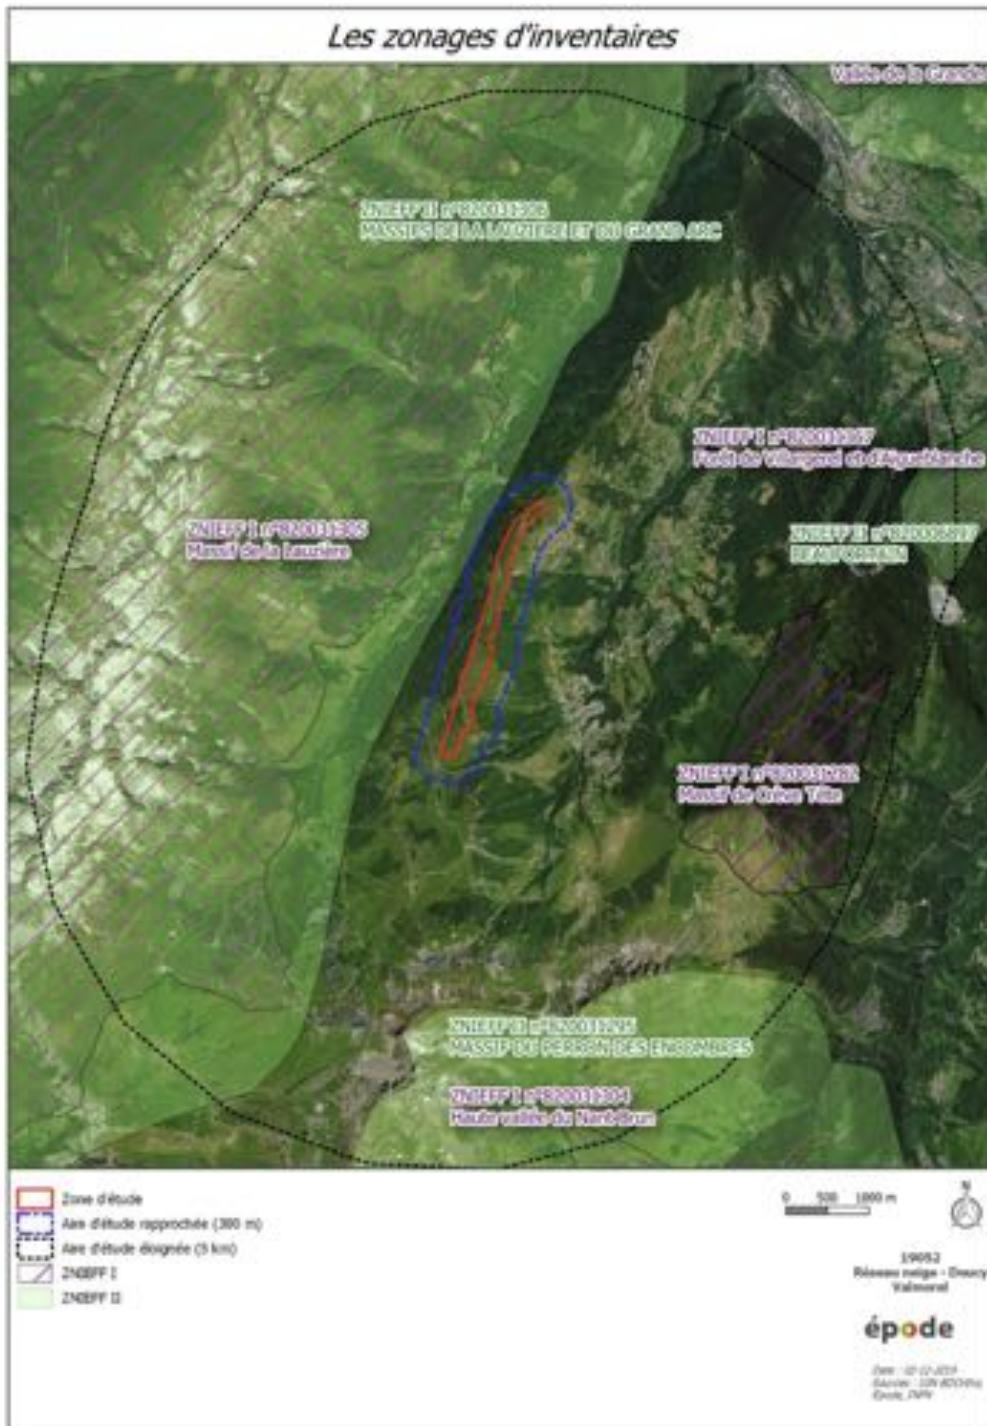 Les zonages d'inventaires
Vallée de la Grande
ZNIEFF II n°820031306
MASSIFS DE LA LAUZIERE ET DU GRAND ARC
ZNIEFF I n°820031367
Forêt de Villargerel et d'Aigueblanche
ZNIEFF I n°820031305
Massif de la Lauzière
ZNIEFF II n°820006897
BEAUFORTAIN
ZNIEFF I n°820031262
Massif de Crève Tête
ZNIEFF II n°820031295
MASSIF DU PERRON DES ENCOMBRES
ZNIEFF I n°820031304
Haute vallée du Nant Brun
Zone d'étude
Aire d'étude rapprochée (300 m)
Aire d'étude éloignée (5 km)
ZNIEFF I
ZNIEFF II
0 500 1000 m
N
19052
Réseau neige - Doucy
Valmorel
épode